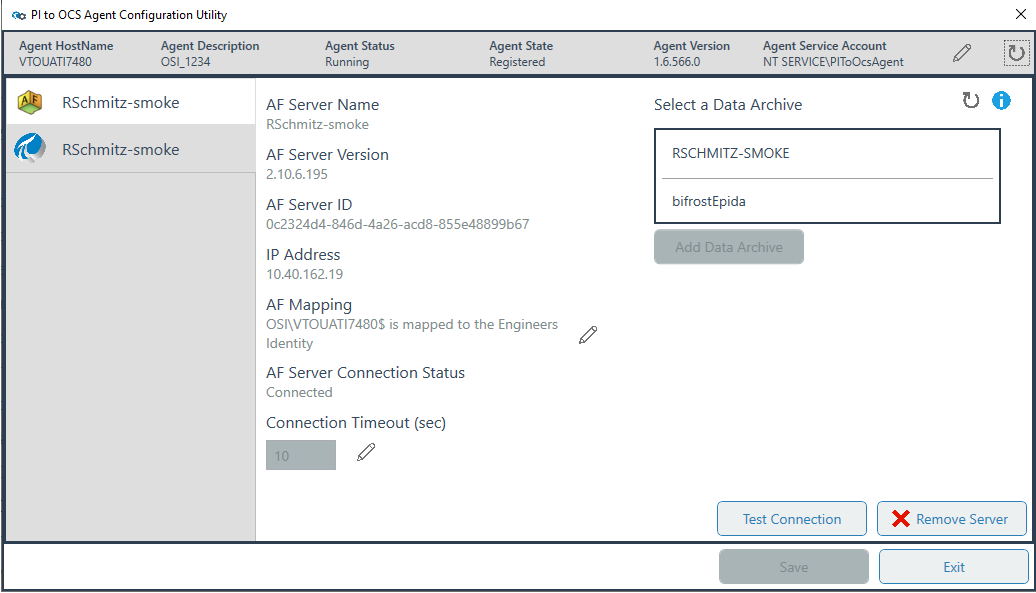 PI to OCS Agent Configuration Utility
Agent HostName
VTOUATI7480
Agent Description
OSI_1234
Agent Status
Running
Agent State
Registered
Agent Version
1.6.566.0
Agent Service Account
NT SERVICE\PIToOcsAgent
AF
RSchmitz-smoke
RSchmitz-smoke
AF Server Name
RSchmitz-smoke
AF Server Version
2.10.6.195
AF Server ID
0c2324d4-846d-4a26-acd8-855e48899b67
IP Address
10.40.162.19
AF Mapping
OSI\VTOUATI7480$ is mapped to the Engineers
Identity
AF Server Connection Status
Connected
Connection Timeout (sec)
10
Select a Data Archive
RSCHMITZ-SMOKE
bifrostEpida
Add Data Archive
Test Connection
Remove Server
Save
Exit